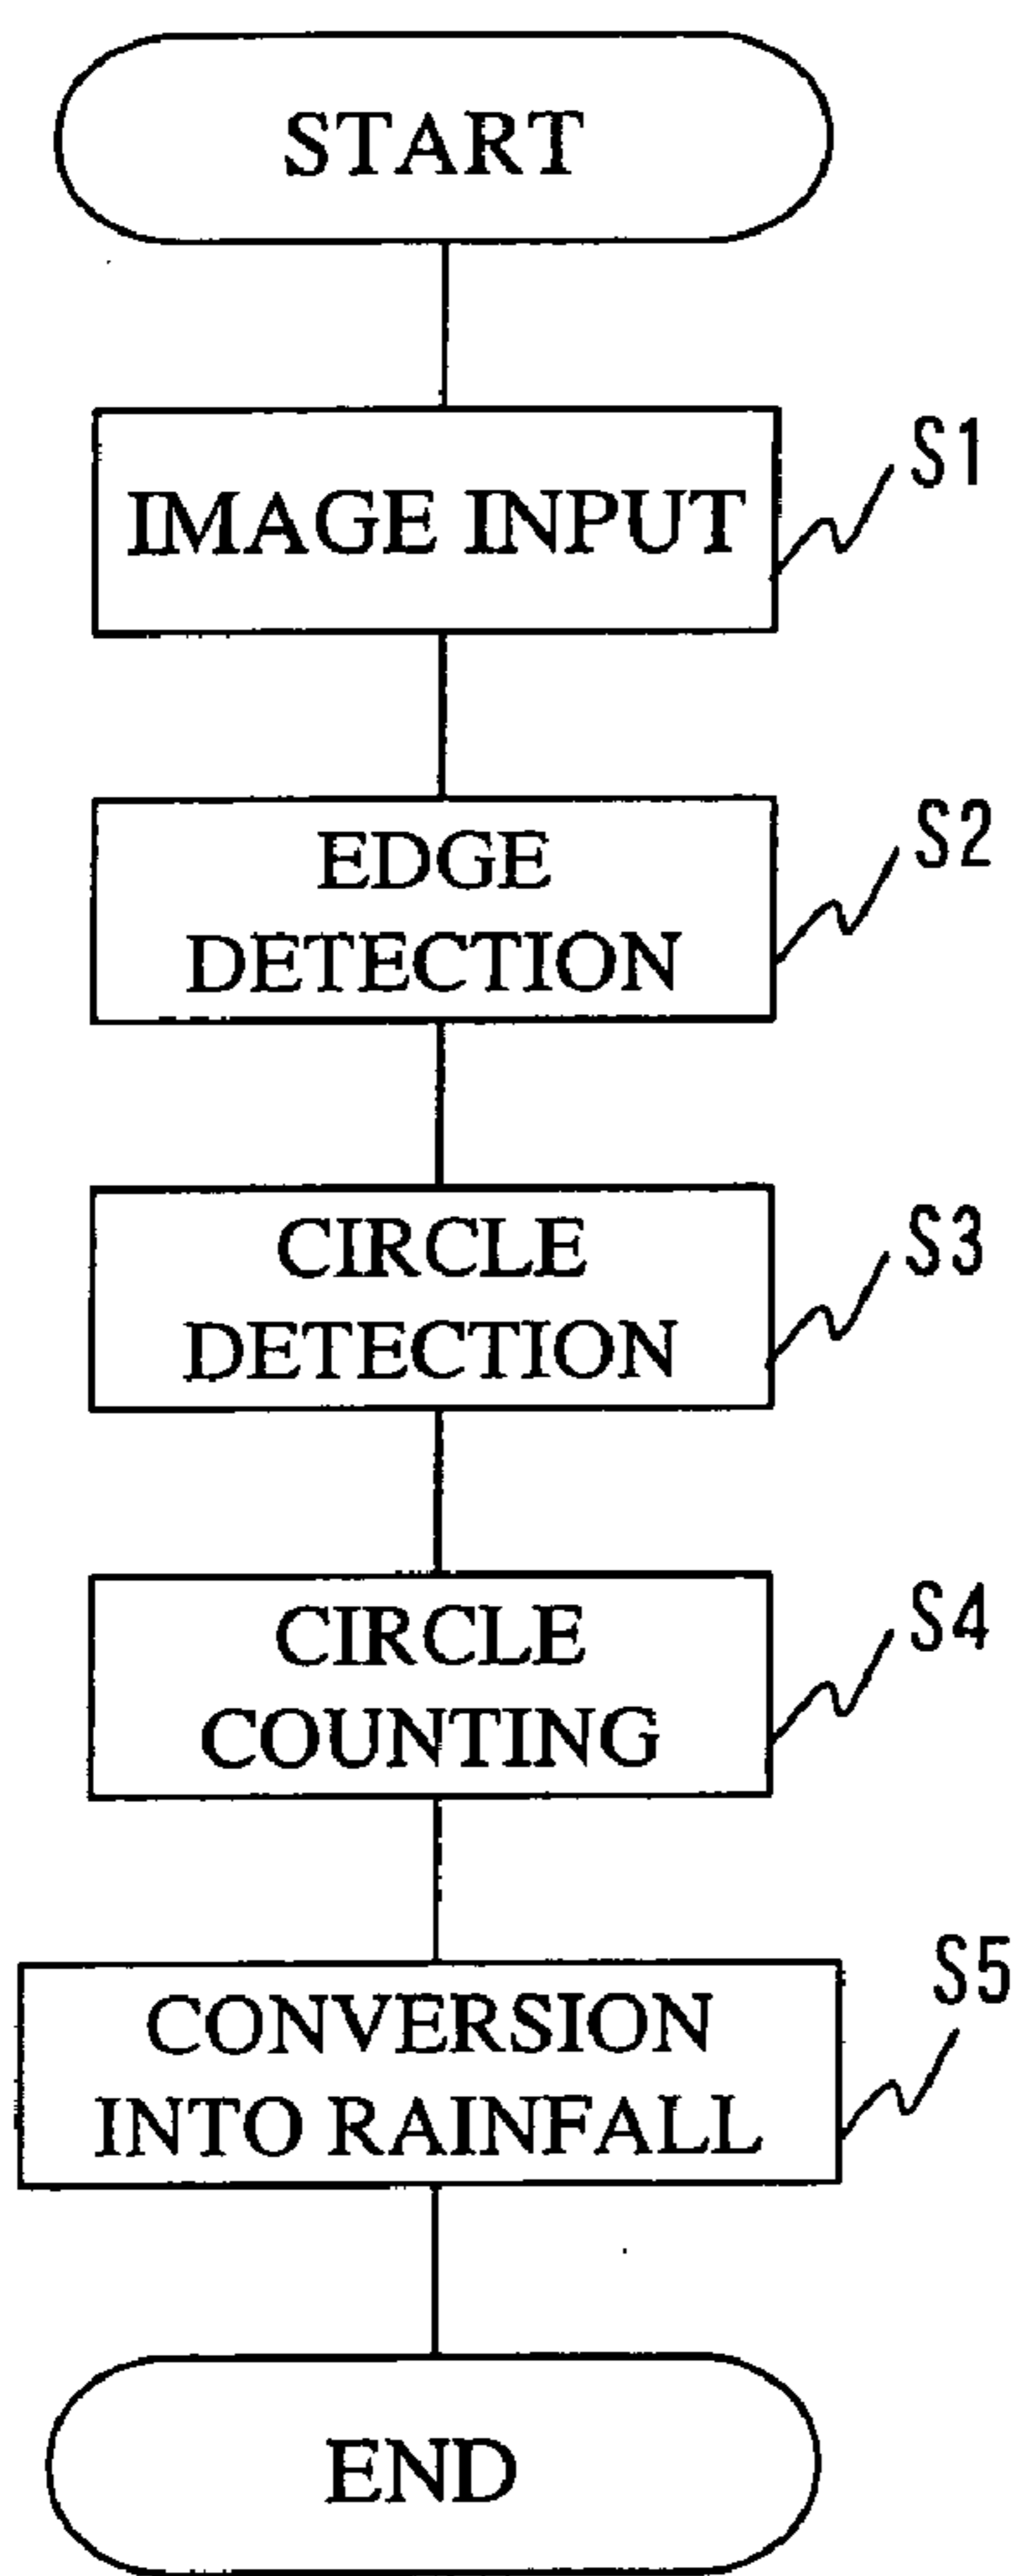 START
IMAGE INPUT
S1
EDGE
DETECTION
S2
CIRCLE
DETECTION
S3
CIRCLE
COUNTING
S4
CONVERSION
INTO RAINFALL
S5
END